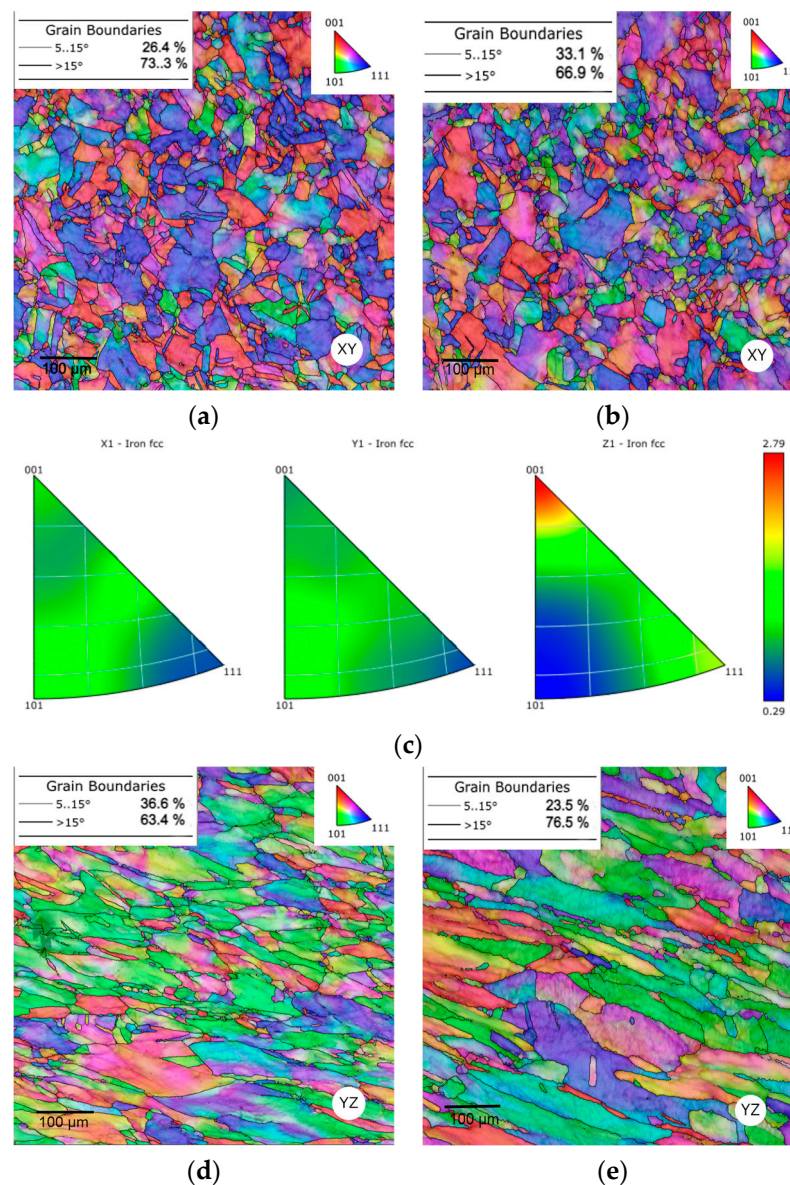 Grain Boundaries
5..15° 26.4 %
>15° 73..3 %
001
101 111
XY
100 µm
(a)
Grain Boundaries
5..15° 33.1 %
>15° 66.9 %
001
101 1
XY
100 µm
(b)
X1 - Iron fcc
001
101
111
Y1 - Iron fcc
001
101
111
Z1 - Iron fcc
001
101
111
2.79
0.29
(c)
Grain Boundaries
5..15° 36.6 %
>15° 63.4 %
001
101 111
YZ
100 µm
(d)
Grain Boundaries
5..15° 23.5 %
>15° 76.5 %
001
101 11
YZ
100 µm
(e)